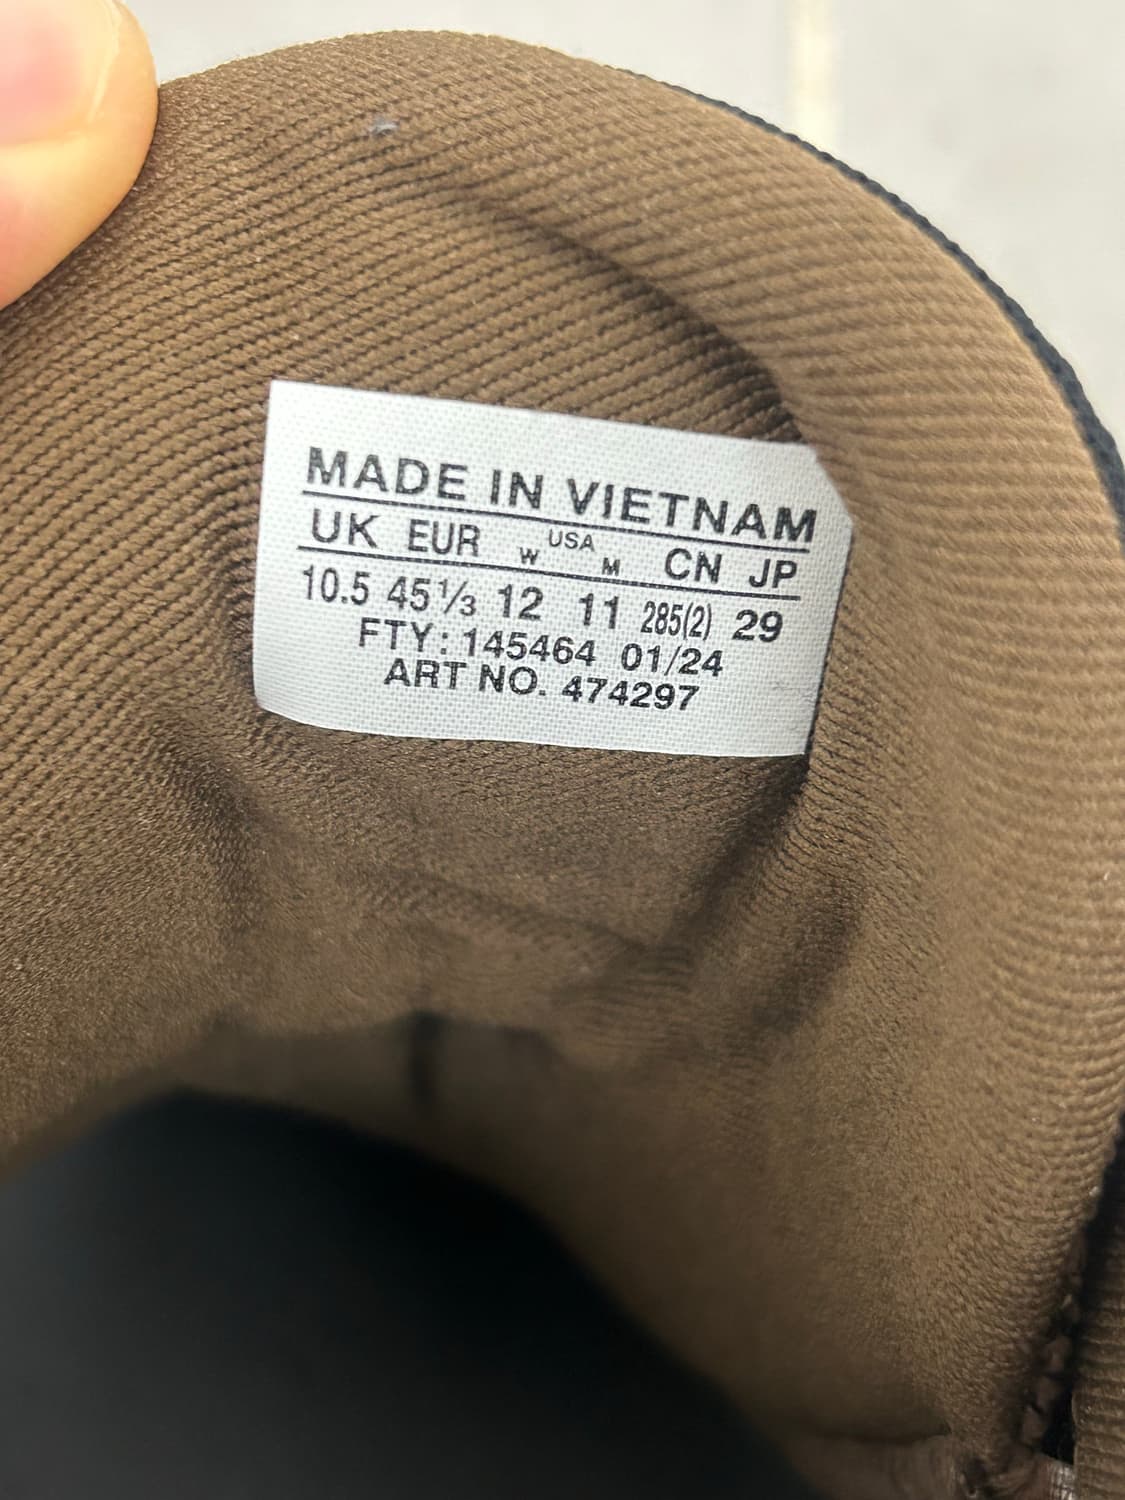 MADE IN VIETNAM
UK EUR W USA M CN JP
10.5 45⅓ 12 11 285(2) 29
FTY: 145464 01/24
ART NO. 474297